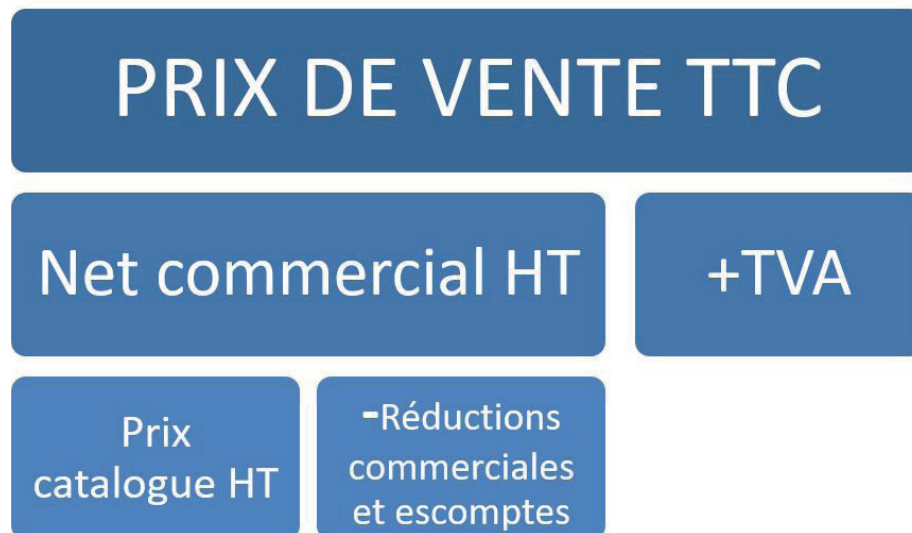 PRIX DE VENTE TTC
Net commercial HT
+TVA
Prix
catalogue HT
-Réductions
commerciales
et escomptes